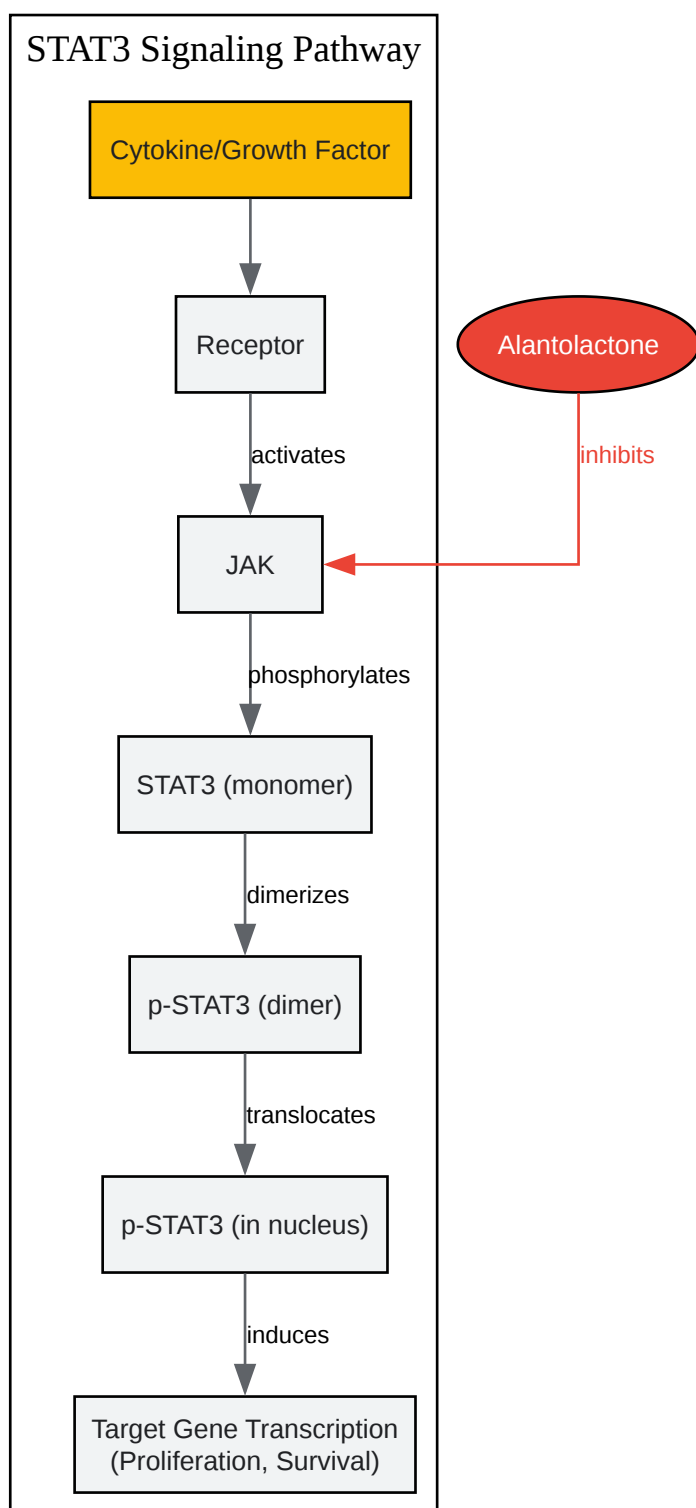 STAT3 Signaling Pathway
Cytokine/Growth Factor
Receptor
Alantolactone
activates
inhibits
JAK
phosphorylates
STAT3 (monomer)
dimerizes
p-STAT3 (dimer)
translocates
p-STAT3 (in nucleus)
induces
Target Gene Transcription
(Proliferation, Survival)